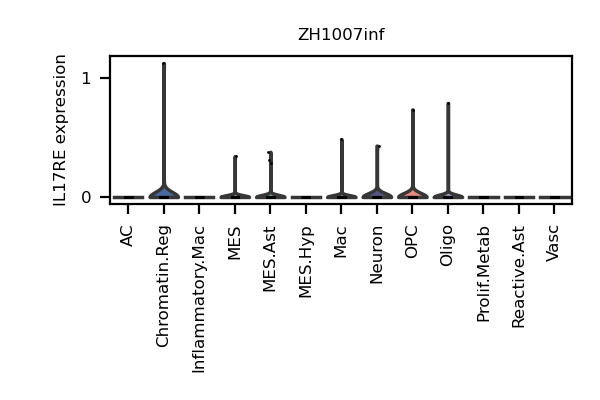 ZH1007inf
IL17RE expression
1
0
AC
Chromatin.Reg
Inflammatory.Mac
MES
MES.Ast
MES.Hyp
Mac
Neuron
OPC
Oligo
Prolif.Metab
Reactive.Ast
Vasc